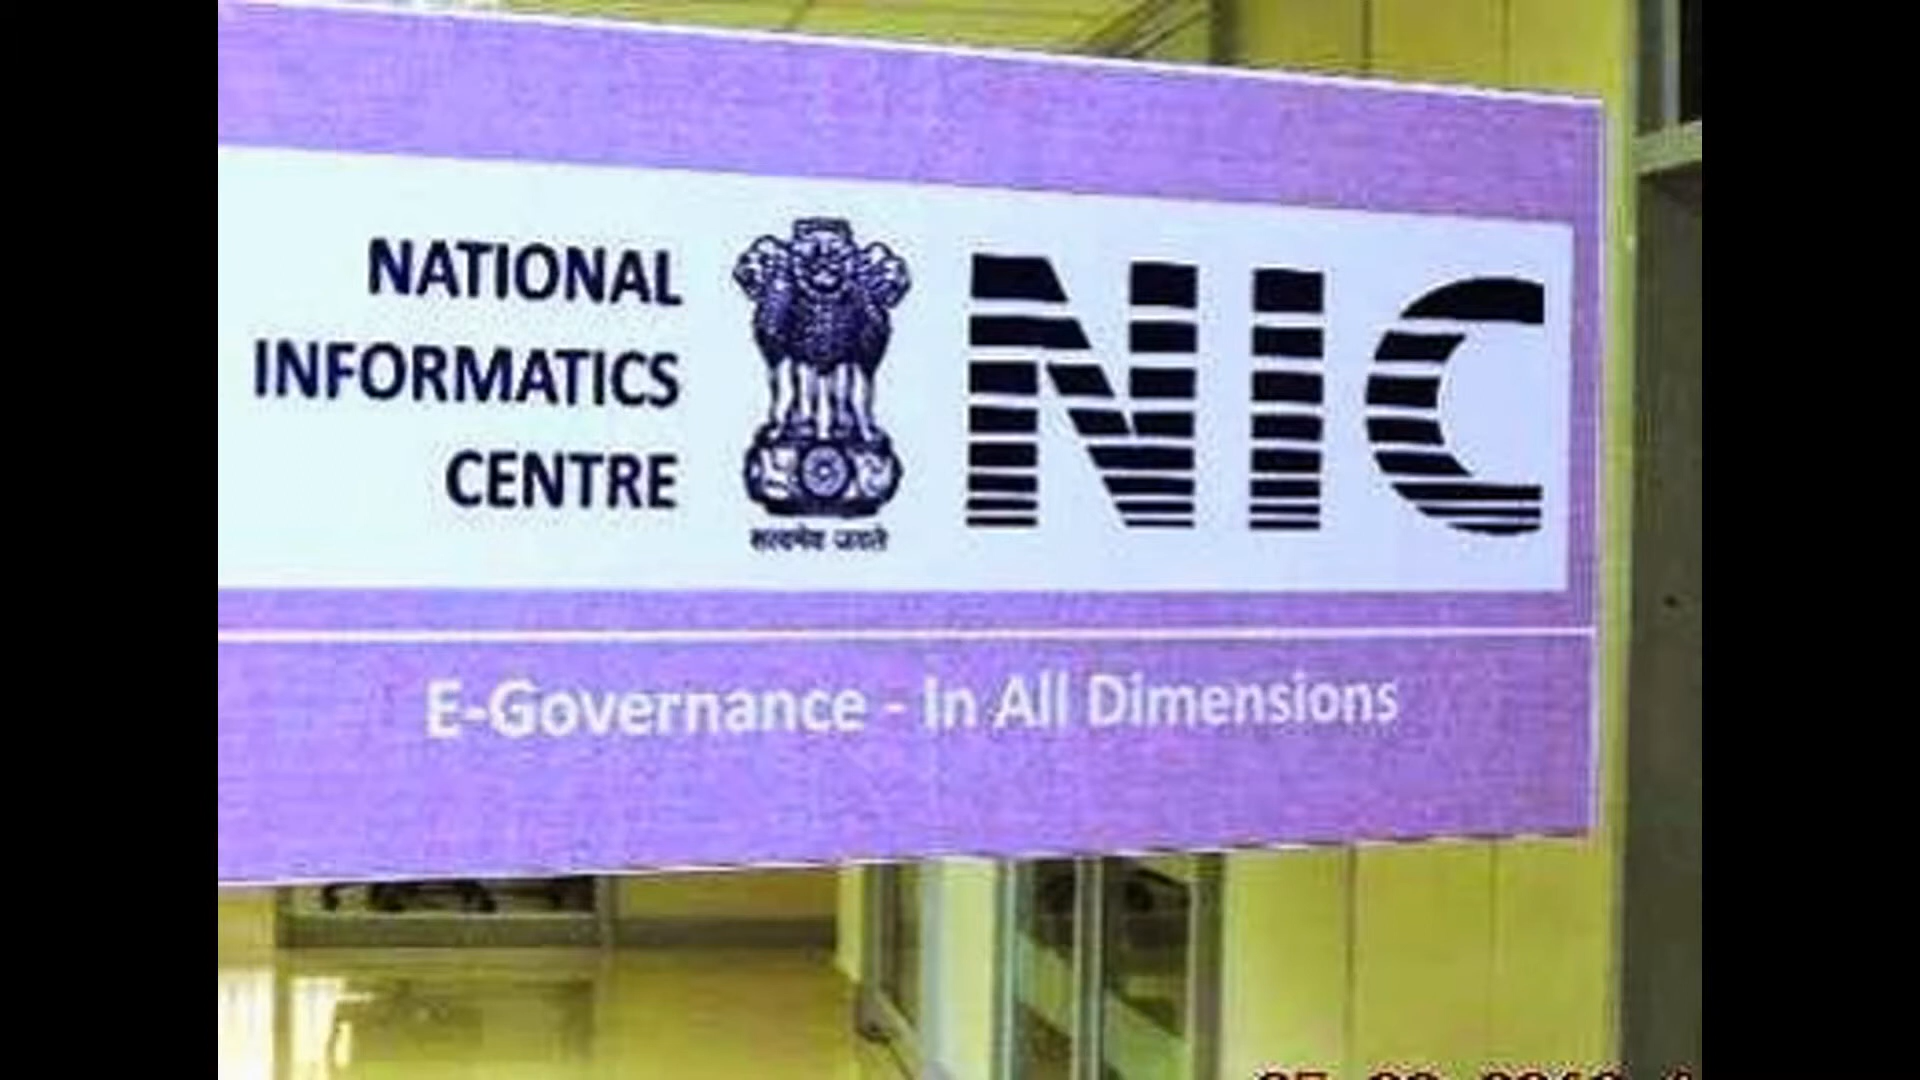 NATIONAL
INFORMATICS
CENTRE
सत्यमेव जयते
NIC
E-Governance - In All Dimensions